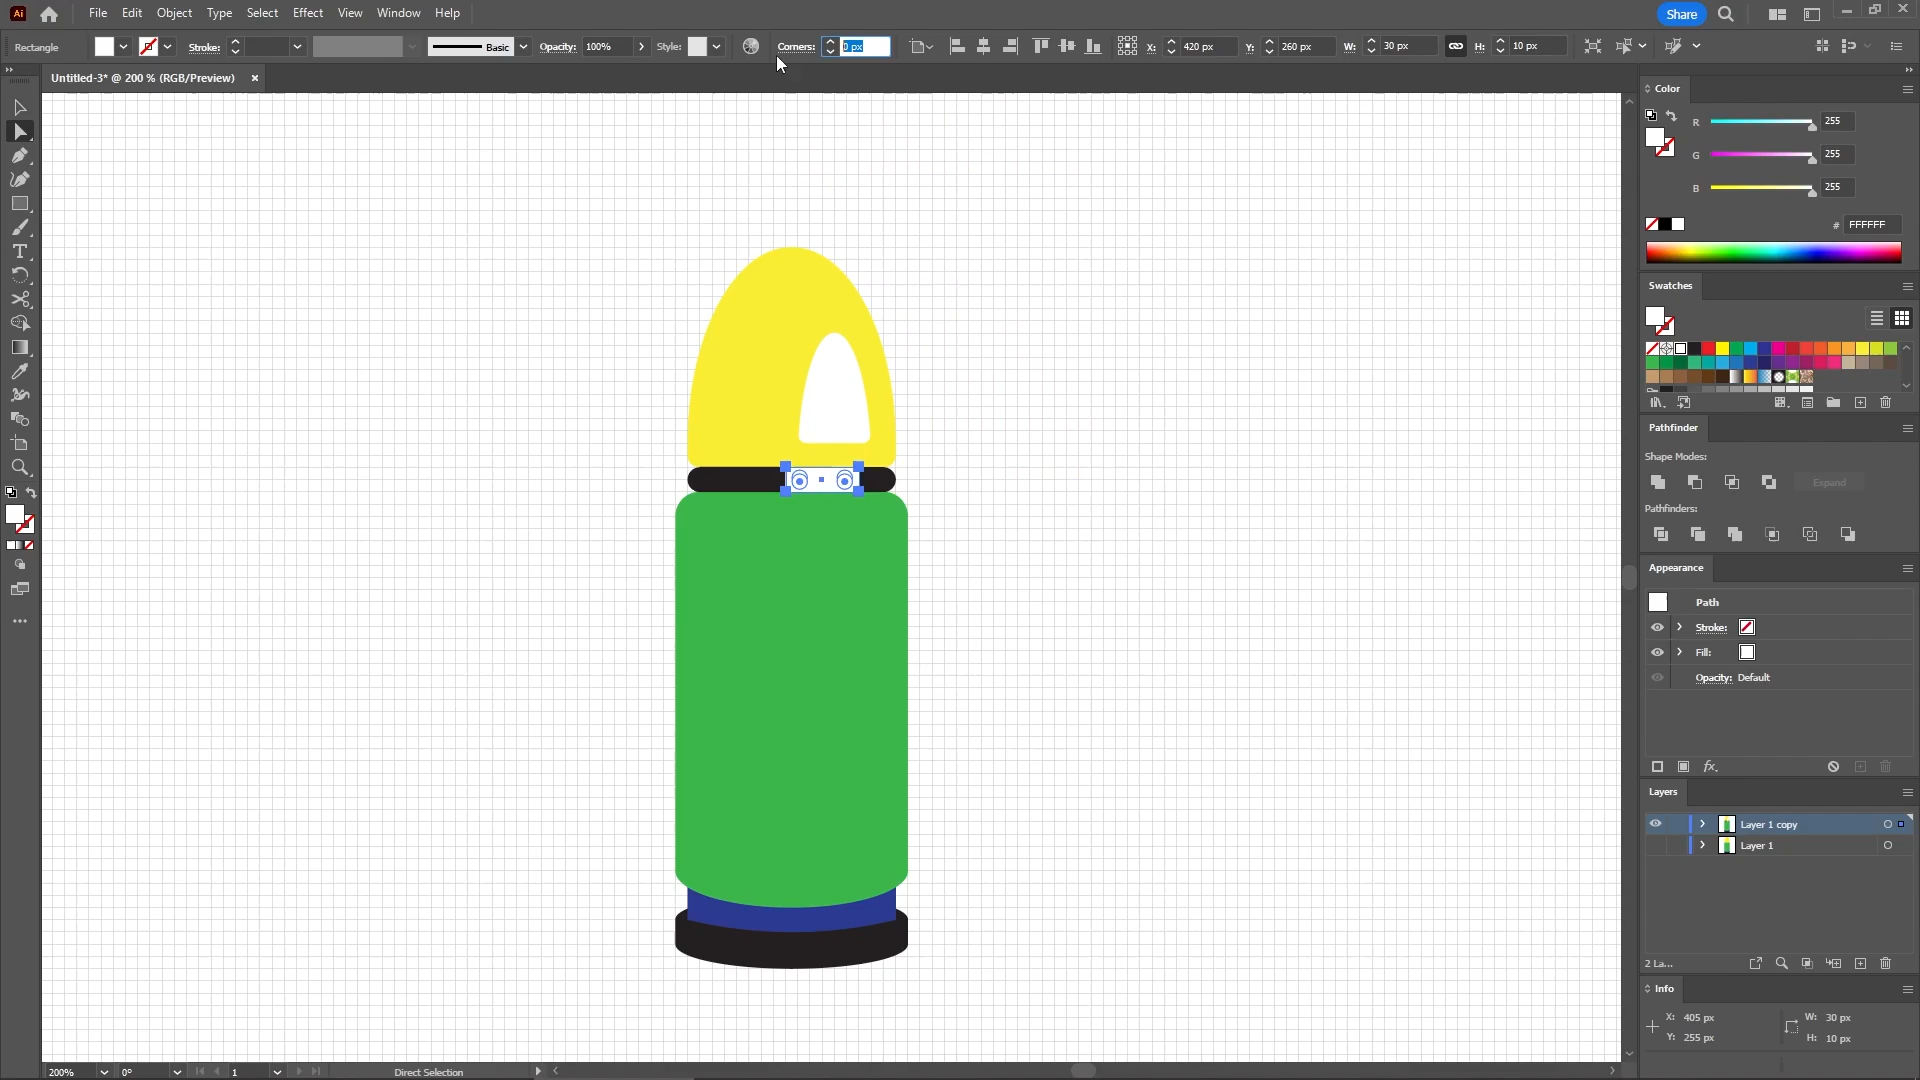 Ai File Edit Object Type Select Effect View Window Help Share
Rectangle Stroke: Basic Opacity: 100% Style: Corners: 0 px X: 420 px Y: 260 px W: 30 px H: 10 px
Untitled-3* @ 200 % (RGB/Preview)
Color
R 255
G 255
B 255
# FFFFFF
Swatches
Pathfinder
Shape Modes:
Expand
Pathfinders:
Appearance
Path
Stroke:
Fill:
Opacity: Default
fx.
Layers
Layer 1 copy
Layer 1
2 La...
Info
X: 405 px W: 30 px
Y: 255 px H: 10 px
200% 0° 1 Direct Selection